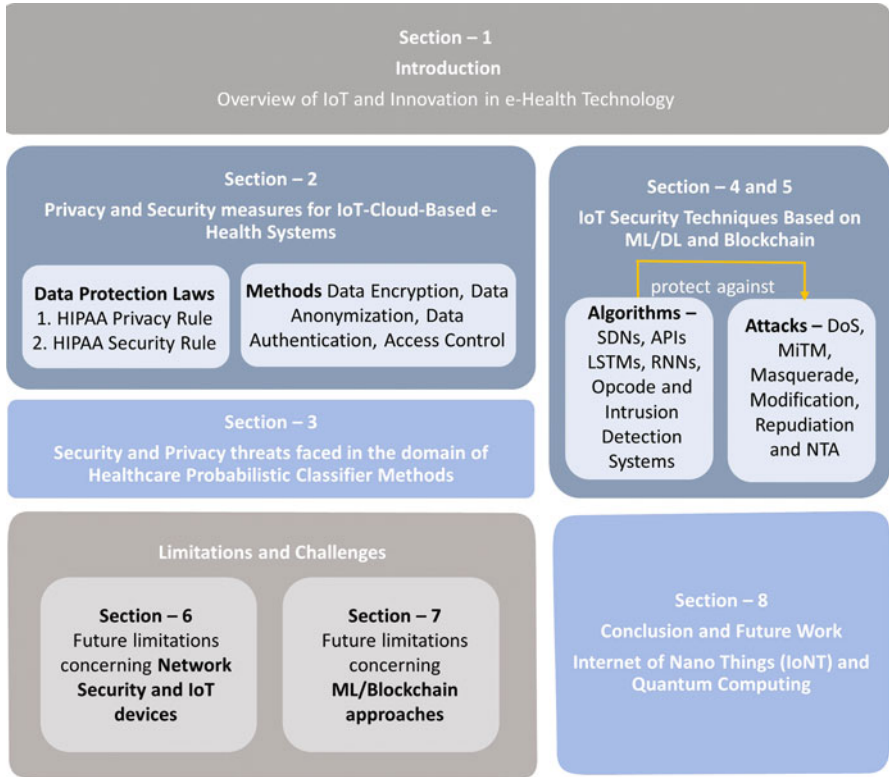 Section – 1
Introduction
Overview of IoT and Innovation in e-Health Technology
Section – 2
Privacy and Security measures for IoT-Cloud-Based e-
Health Systems
Data Protection Laws
1. HIPAA Privacy Rule
2. HIPAA Security Rule
Methods Data Encryption, Data
Anonymization, Data
Authentication, Access Control
Section – 3
Security and Privacy threats faced in the domain of
Healthcare Probabilistic Classifier Methods
Section – 4 and 5
IoT Security Techniques Based on
ML/DL and Blockchain
protect against
Algorithms –
SDNs, APIs
LSTMs, RNNs,
Opcode and
Intrusion
Detection
Systems
Attacks – DoS,
MiTM,
Masquerade,
Modification,
Repudiation
and NTA
Limitations and Challenges
Section – 6
Future limitations
concerning Network
Security and IoT
devices
Section – 7
Future limitations
concerning
ML/Blockchain
approaches
Section – 8
Conclusion and Future Work
Internet of Nano Things (IoNT) and
Quantum Computing